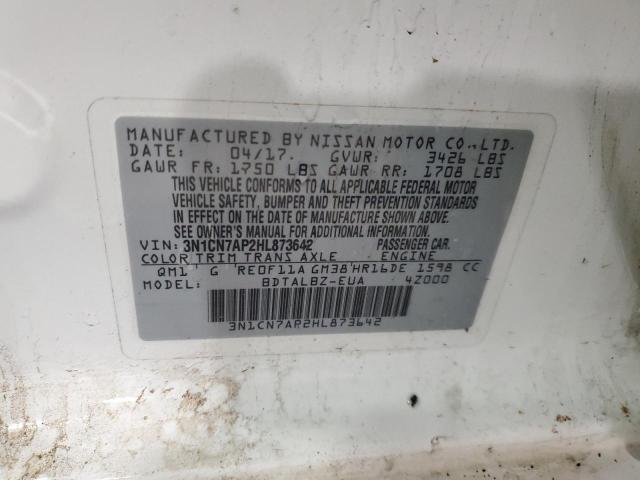 MANUFACTURED BY NISSAN MOTOR CO.,LTD.
DATE: 04/17. GVWR: 3426 LBS
GAWR FR: 1750 LBS GAWR RR: 1708 LBS
THIS VEHICLE CONFORMS TO ALL APPLICABLE FEDERAL MOTOR
VEHICLE SAFETY, BUMPER AND THEFT PREVENTION STANDARDS
IN EFFECT ON THE DATE OF MANUFACTURE SHOWN ABOVE.
SEE OWNER'S MANUAL FOR ADDITIONAL INFORMATION.
VIN: 3N1CN7AP2HL873642 PASSENGER CAR.
COLOR TRIM TRANS AXLE ENGINE
QM1 G RE0F11A GM38 HR16DE 1598 CC
MODEL BDTALBZ-EUA 4Z000
3N1CN7AP2HL873642